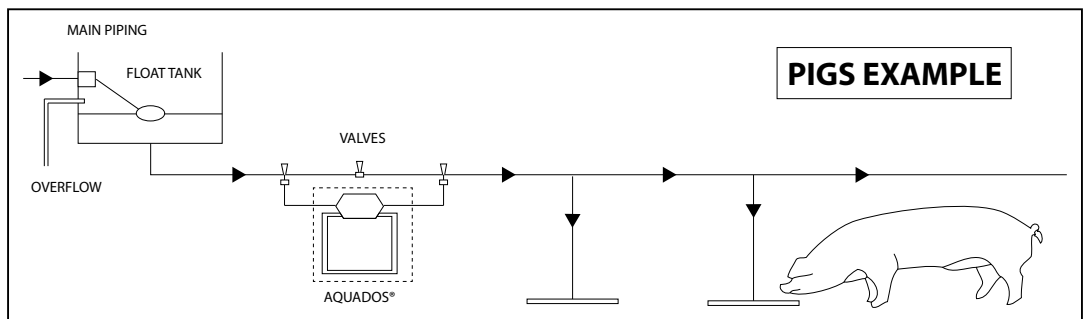 MAIN PIPING
FLOAT TANK
PIGS EXAMPLE
VALVES
OVERFLOW
AQUADOS®